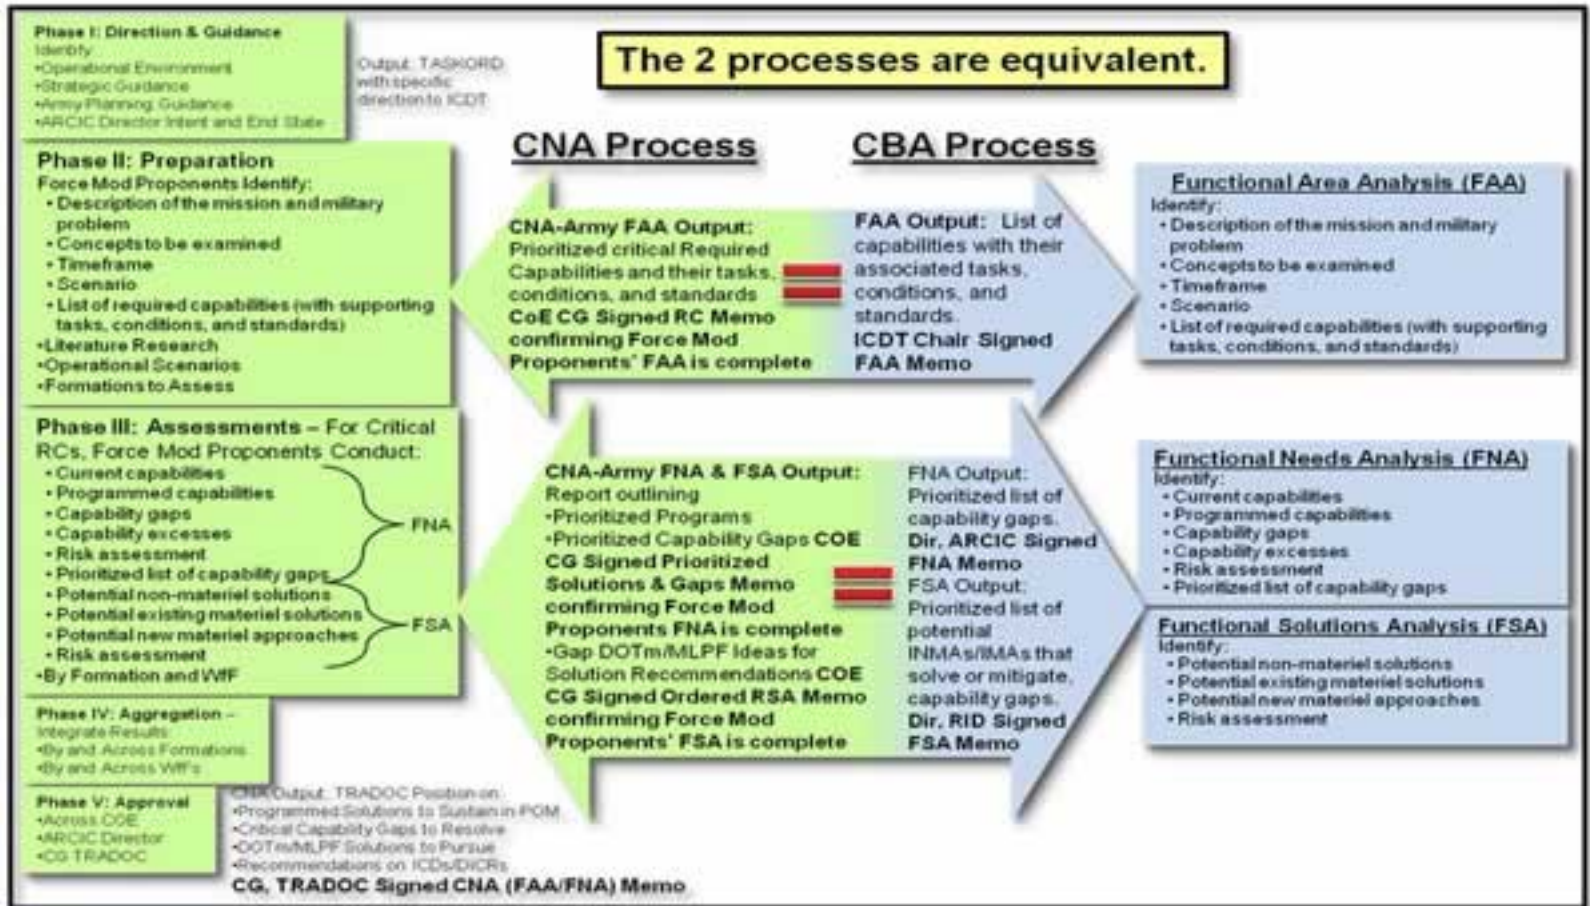 The 2 processes are equivalent.
Phase I: Direction & Guidance
Identify
•Operational Environment
•Strategic Guidance
•Army Planning Guidance
•ARCIC Director Intent and End State
Output: TASKORD
with specific
direction to ICDT
Phase II: Preparation
Force Mod Proponents Identify:
• Description of the mission and military
problem
• Concepts to be examined
• Timeframe
• Scenario
• List of required capabilities (with supporting
tasks, conditions, and standards)
•Literature Research
•Operational Scenarios
•Formations to Assess
Phase III: Assessments – For Critical
RCs, Force Mod Proponents Conduct:
• Current capabilities
• Programmed capabilities
• Capability gaps
• Capability excesses
• Risk assessment
• Prioritized list of capability gaps
• Potential non-materiel solutions
• Potential existing materiel solutions
• Potential new materiel approaches
• Risk assessment
•By Formation and WfF
FNA
FSA
Phase IV: Aggregation –
Integrate Results:
•By and Across Formations
•By and Across WfFs
Phase V: Approval
•Across COE
•ARCIC Director
•CG TRADOC
CNA Output: TRADOC Position on:
•Programmed Solutions to Sustain in POM
•Critical Capability Gaps to Resolve
•DOTm/MLPF Solutions to Pursue
•Recommendations on ICDs/DICRs
CG, TRADOC Signed CNA (FAA/FNA) Memo
CNA Process
CNA-Army FAA Output:
Prioritized critical Required
Capabilities and their tasks,
conditions, and standards
CoE CG Signed RC Memo
confirming Force Mod
Proponents' FAA is complete
CNA-Army FNA & FSA Output:
Report outlining
•Prioritized Programs
•Prioritized Capability Gaps COE
CG Signed Prioritized
Solutions & Gaps Memo
confirming Force Mod
Proponents FNA is complete
•Gap DOTm/MLPF Ideas for
Solution Recommendations COE
CG Signed Ordered RSA Memo
confirming Force Mod
Proponents' FSA is complete
CBA Process
FAA Output: List of
capabilities with their
associated tasks,
conditions, and
standards.
ICDT Chair Signed
FAA Memo
FNA Output:
Prioritized list of
capability gaps.
Dir, ARCIC Signed
FNA Memo
FSA Output:
Prioritized list of
potential
INMAs/IMAs that
solve or mitigate,
capability gaps.
Dir, RID Signed
FSA Memo
Functional Area Analysis (FAA)
Identify:
• Description of the mission and military
problem
• Concepts to be examined
• Timeframe
• Scenario
• List of required capabilities (with supporting
tasks, conditions, and standards)
Functional Needs Analysis (FNA)
Identify:
• Current capabilities
• Programmed capabilities
• Capability gaps
• Capability excesses
• Risk assessment
• Prioritized list of capability gaps
Functional Solutions Analysis (FSA)
Identify:
• Potential non-materiel solutions
• Potential existing materiel solutions
• Potential new materiel approaches
• Risk assessment